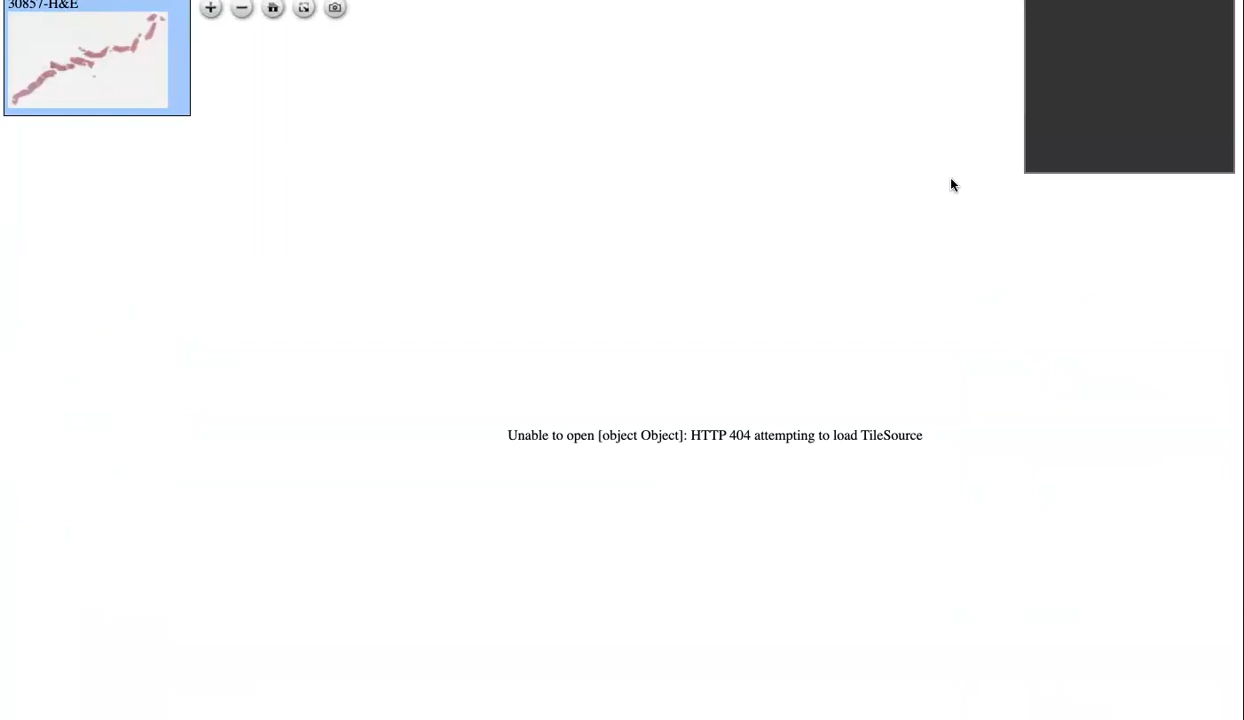 30857-H&E
Unable to open [object Object]: HTTP 404 attempting to load TileSource